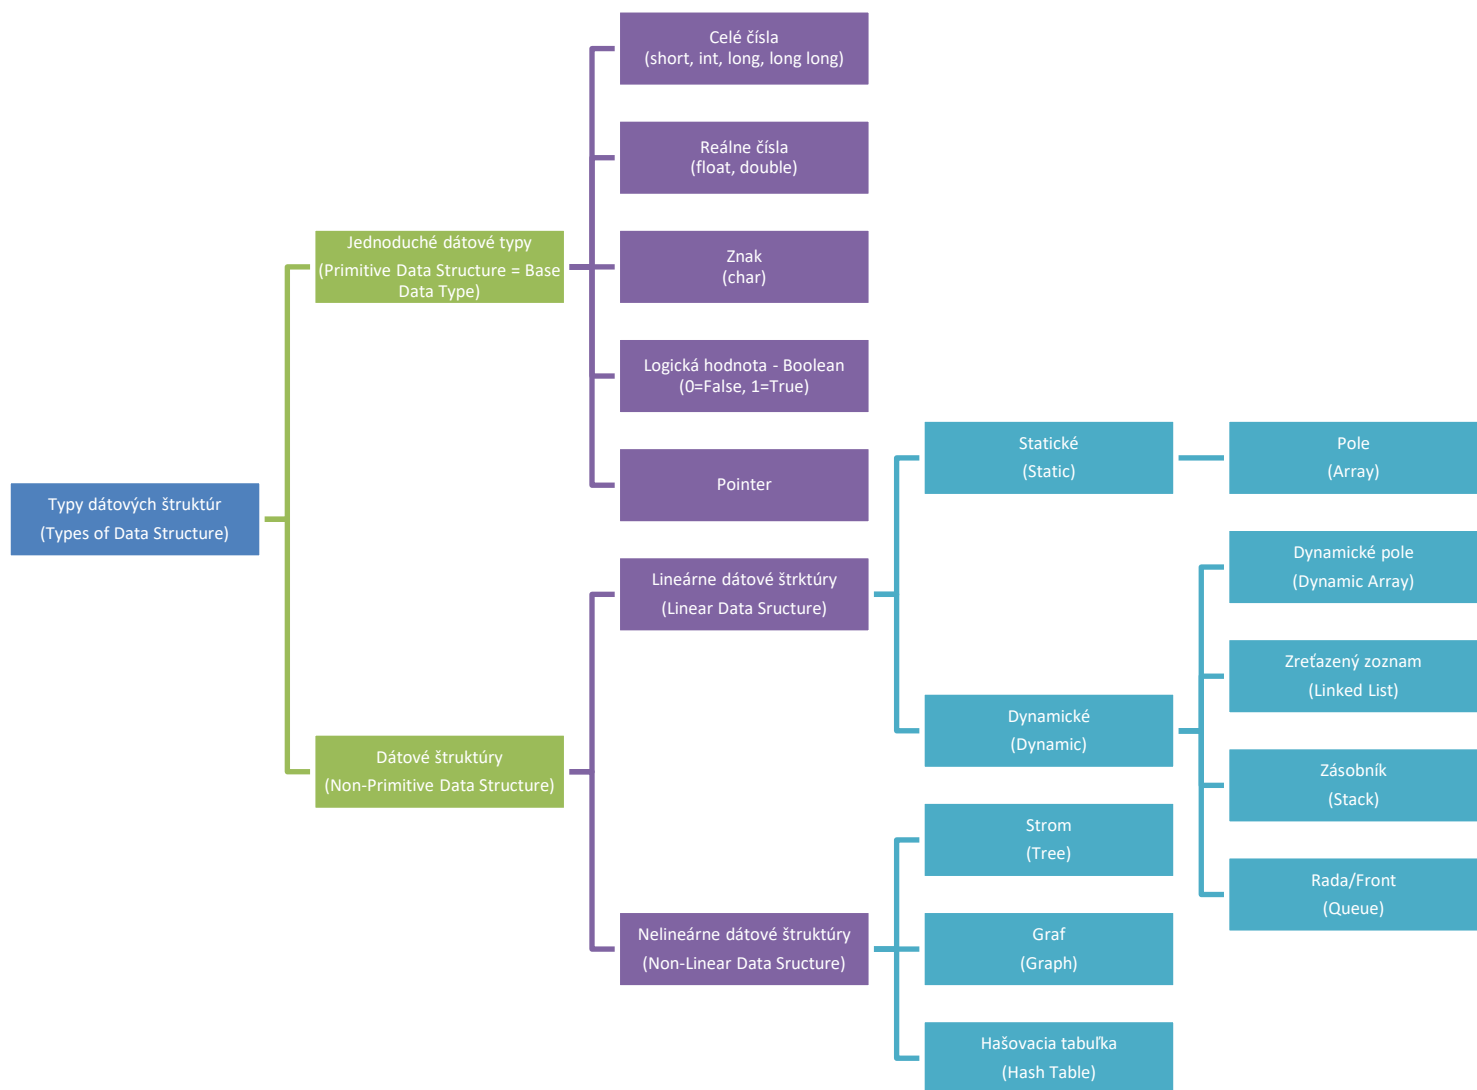 Celé čísla
(short, int, long, long long)
Reálne čísla
(float, double)
Jednoduché dátové typy
(Primitive Data Structure = Base
Data Type)
Znak
(char)
Logická hodnota - Boolean
(0=False, 1=True)
Pointer
Typy dátových štruktúr
(Types of Data Structure)
Statické
(Static)
Pole
(Array)
Lineárne dátové štrktúry
(Linear Data Sructure)
Dynamické pole
(Dynamic Array)
Zreťazený zoznam
(Linked List)
Dynamické
(Dynamic)
Dátové štruktúry
(Non-Primitive Data Structure)
Zásobník
(Stack)
Strom
(Tree)
Rada/Front
(Queue)
Nelineárne dátové štruktúry
(Non-Linear Data Sructure)
Graf
(Graph)
Hašovacia tabuľka
(Hash Table)